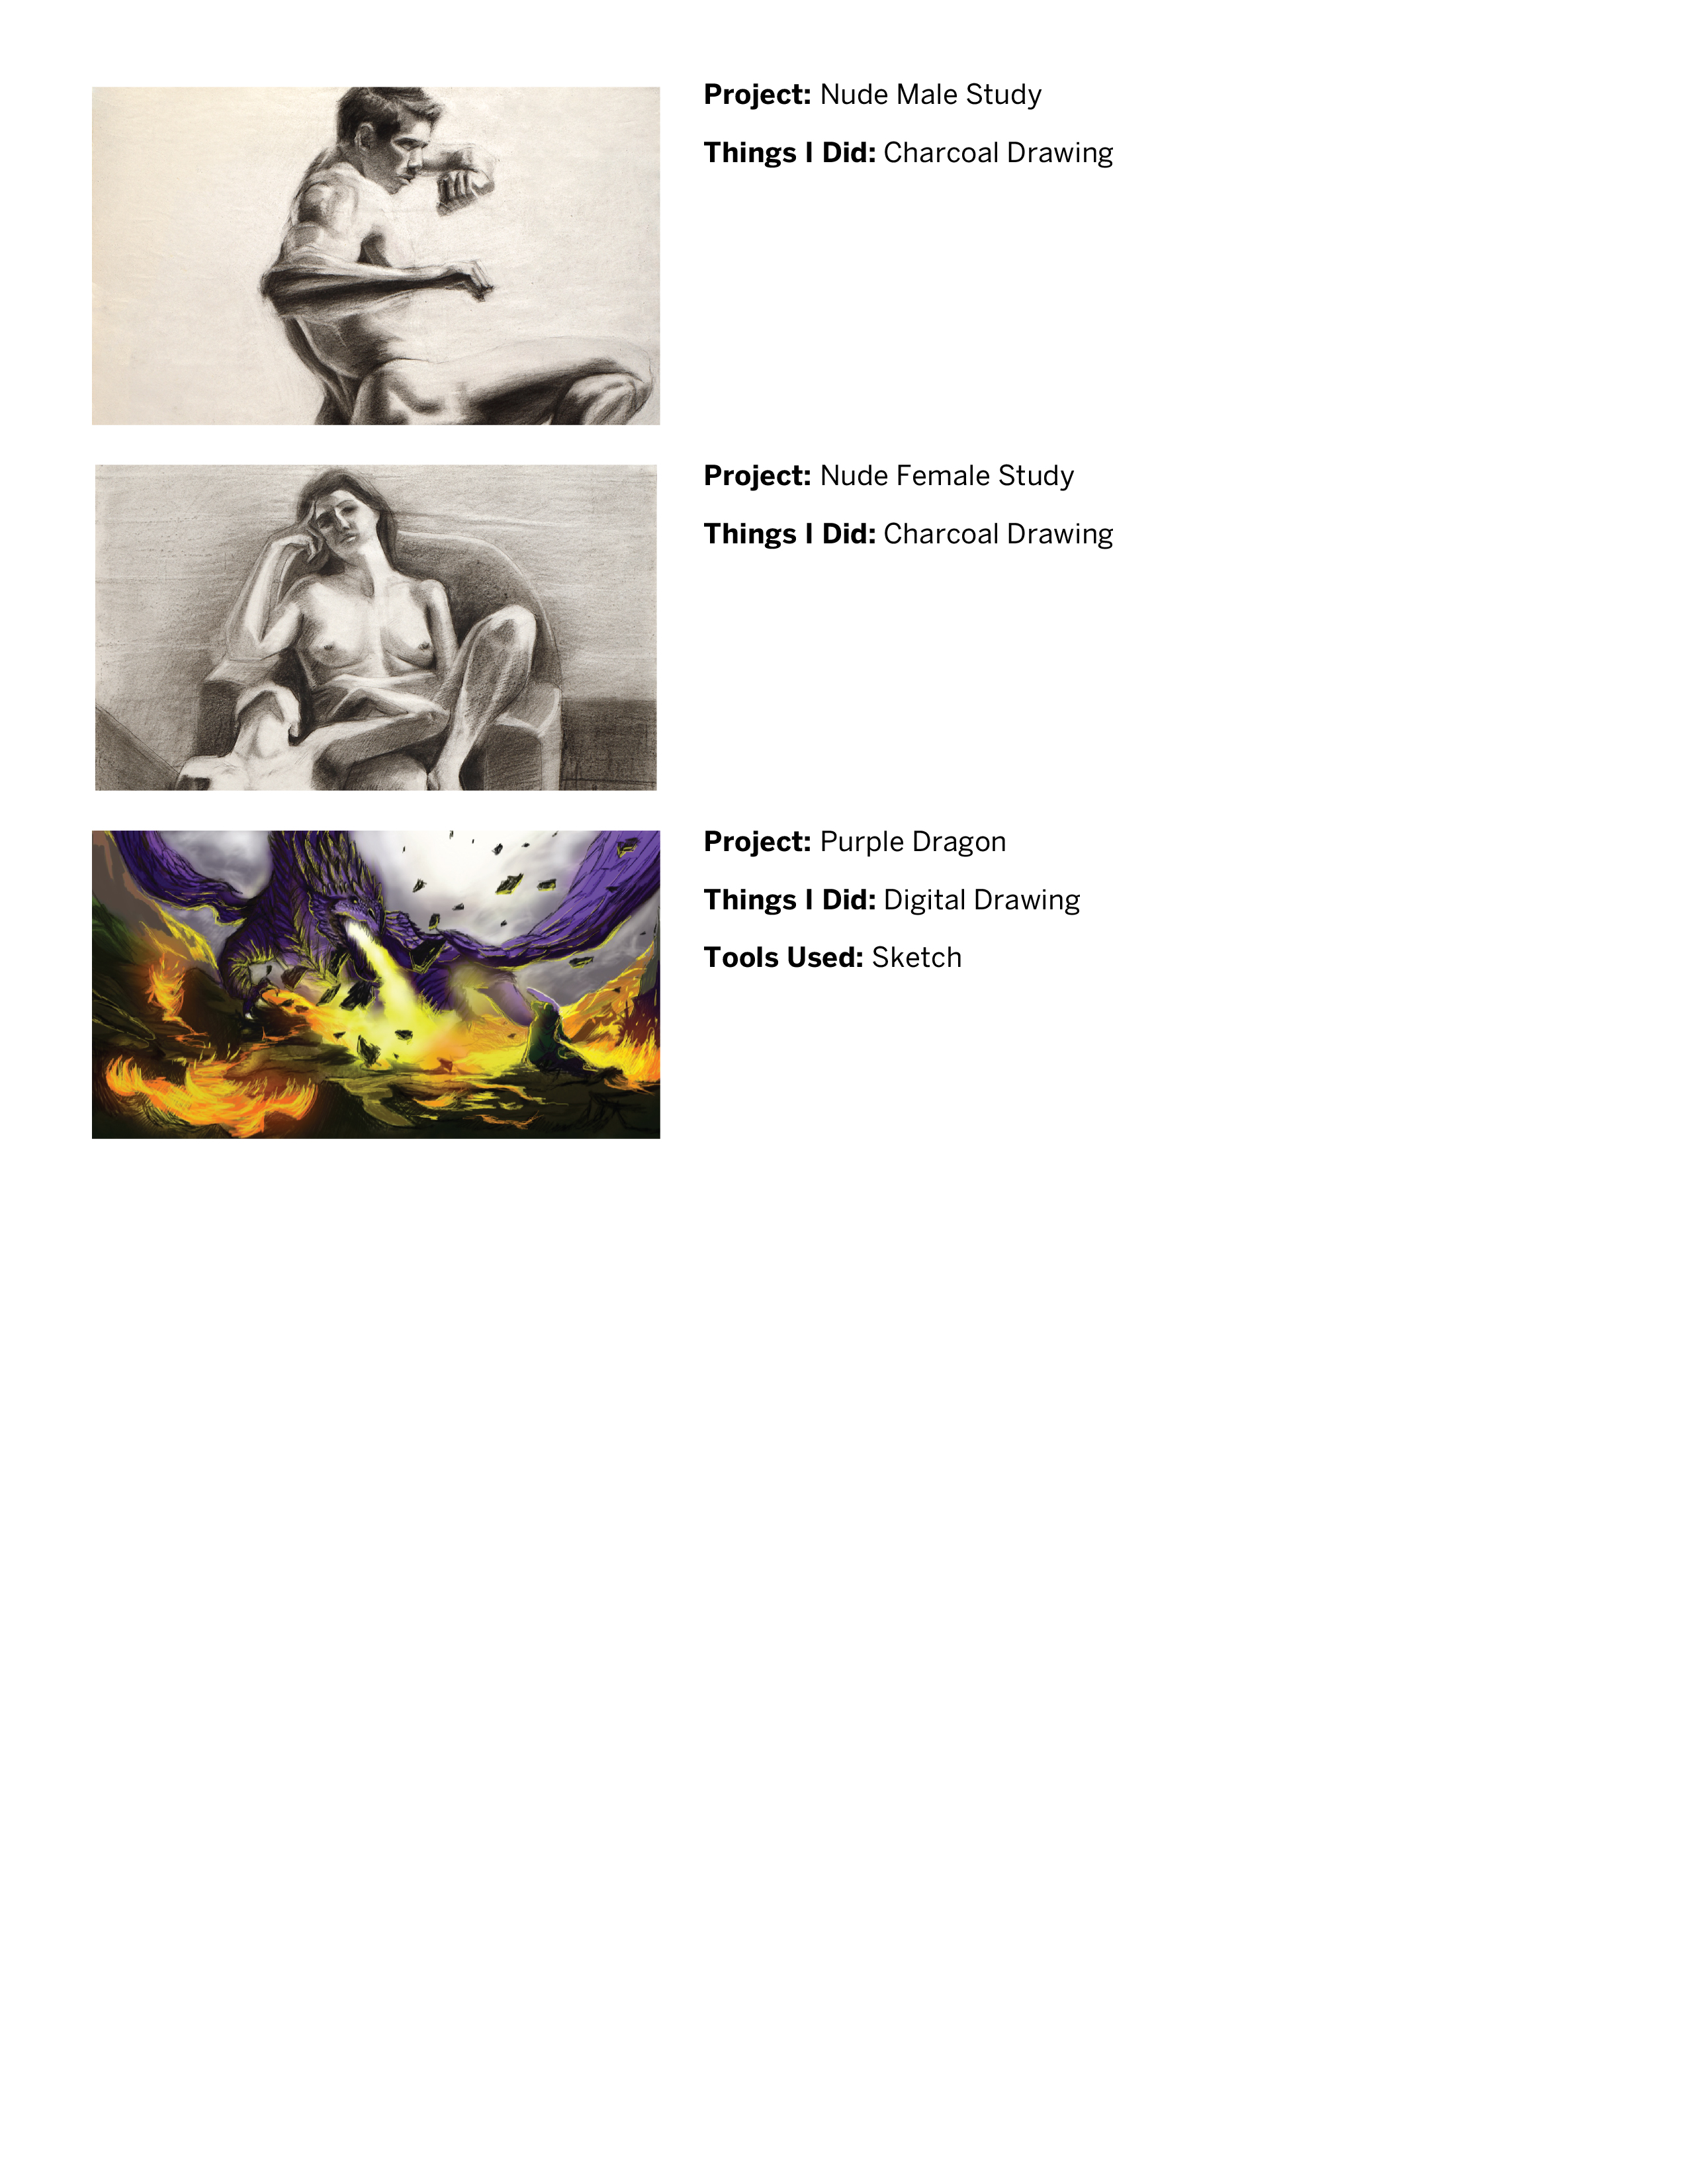 Project: Nude Male Study
Things I Did: Charcoal Drawing
Project: Nude Female Study
Things I Did: Charcoal Drawing
Project: Purple Dragon
Things I Did: Digital Drawing
Tools Used: Sketch